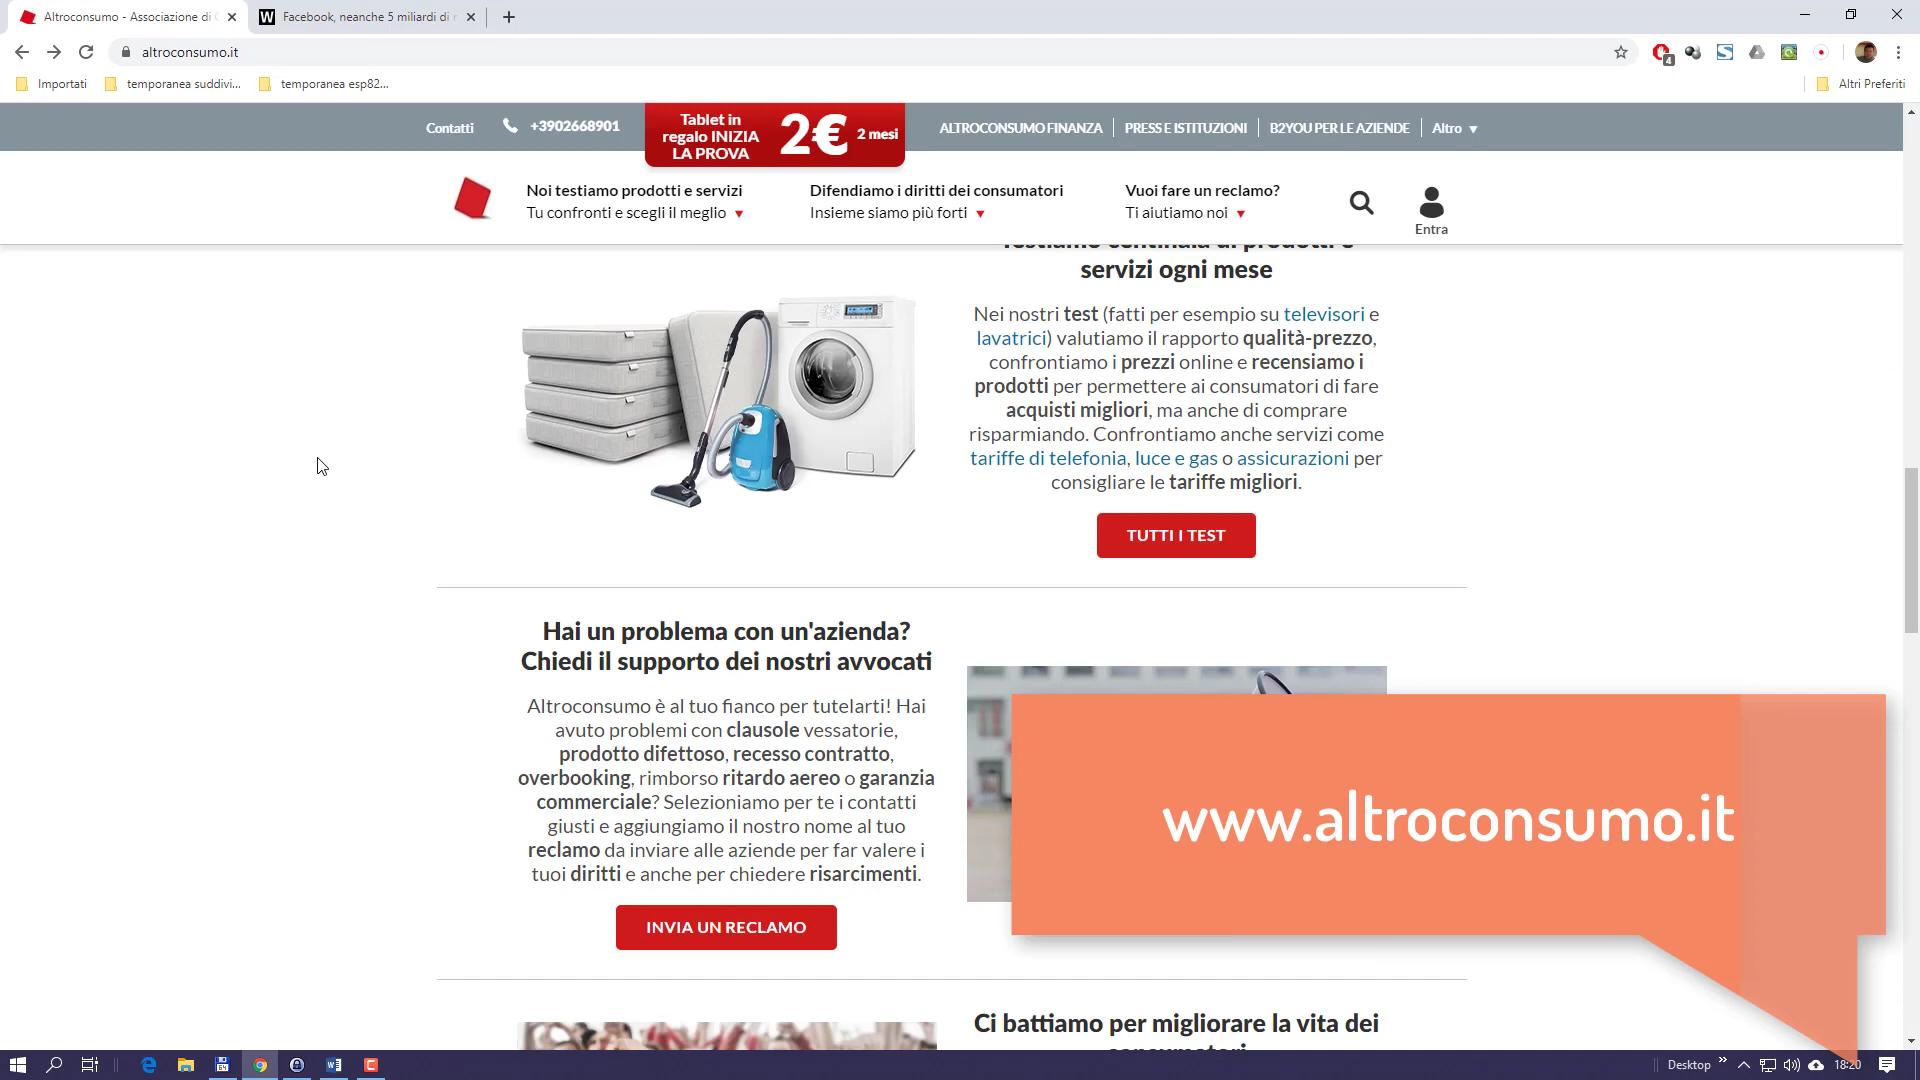 Altroconsumo - Associazione di
Facebook, neanche 5 miliardi di
altroconsumo.it
4
Importati
temporanea suddivi...
temporanea esp82...
Altri Preferiti
Contatti
+3902668901
Tablet in
regalo INIZIA
LA PROVA
2€
2 mesi
ALTROCONSUMO FINANZA
PRESS E ISTITUZIONI
B2YOU PER LE AZIENDE
Altro
Noi testiamo prodotti e servizi
Tu confronti e scegli il meglio
Difendiamo i diritti dei consumatori
Insieme siamo più forti
Vuoi fare un reclamo?
Ti aiutiamo noi
Entra
Testiamo centinaia di prodotti e
servizi ogni mese
Nei nostri test (fatti per esempio su televisori e
lavatrici) valutiamo il rapporto qualità-prezzo,
confrontiamo i prezzi online e recensiamo i
prodotti per permettere ai consumatori di fare
acquisti migliori, ma anche di comprare
risparmiando. Confrontiamo anche servizi come
tariffe di telefonia, luce e gas o assicurazioni per
consigliare le tariffe migliori.
TUTTI I TEST
Hai un problema con un'azienda?
Chiedi il supporto dei nostri avvocati
Altroconsumo è al tuo fianco per tutelarti! Hai
avuto problemi con clausole vessatorie,
prodotto difettoso, recesso contratto,
overbooking, rimborso ritardo aereo o garanzia
commerciale? Selezioniamo per te i contatti
giusti e aggiungiamo il nostro nome al tuo
reclamo da inviare alle aziende per far valere i
tuoi diritti e anche per chiedere risarcimenti.
INVIA UN RECLAMO
www.altroconsumo.it
Ci battiamo per migliorare la vita dei
consumatori
Desktop
18:20